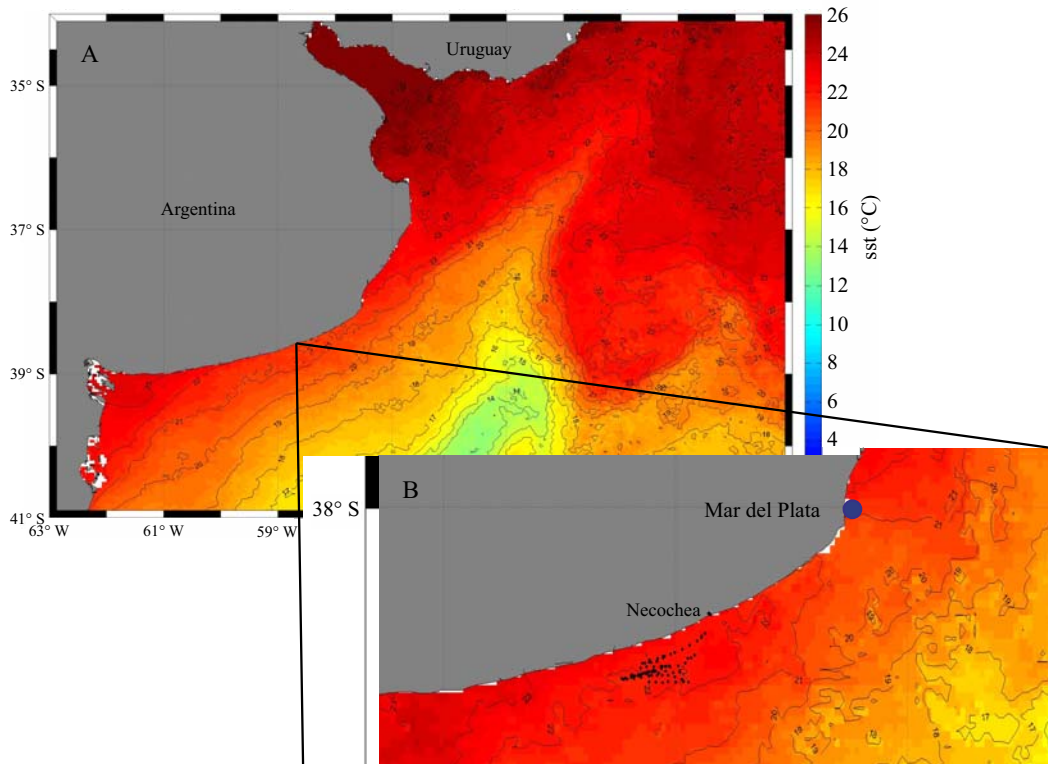 A
Uruguay
Argentina
35° S
37° S
39° S
41° S
63° W
61° W
59° W
26
24
22
20
18
16
14
12
10
8
6
4
sst (°C)
B
38° S
Mar del Plata
Necochea